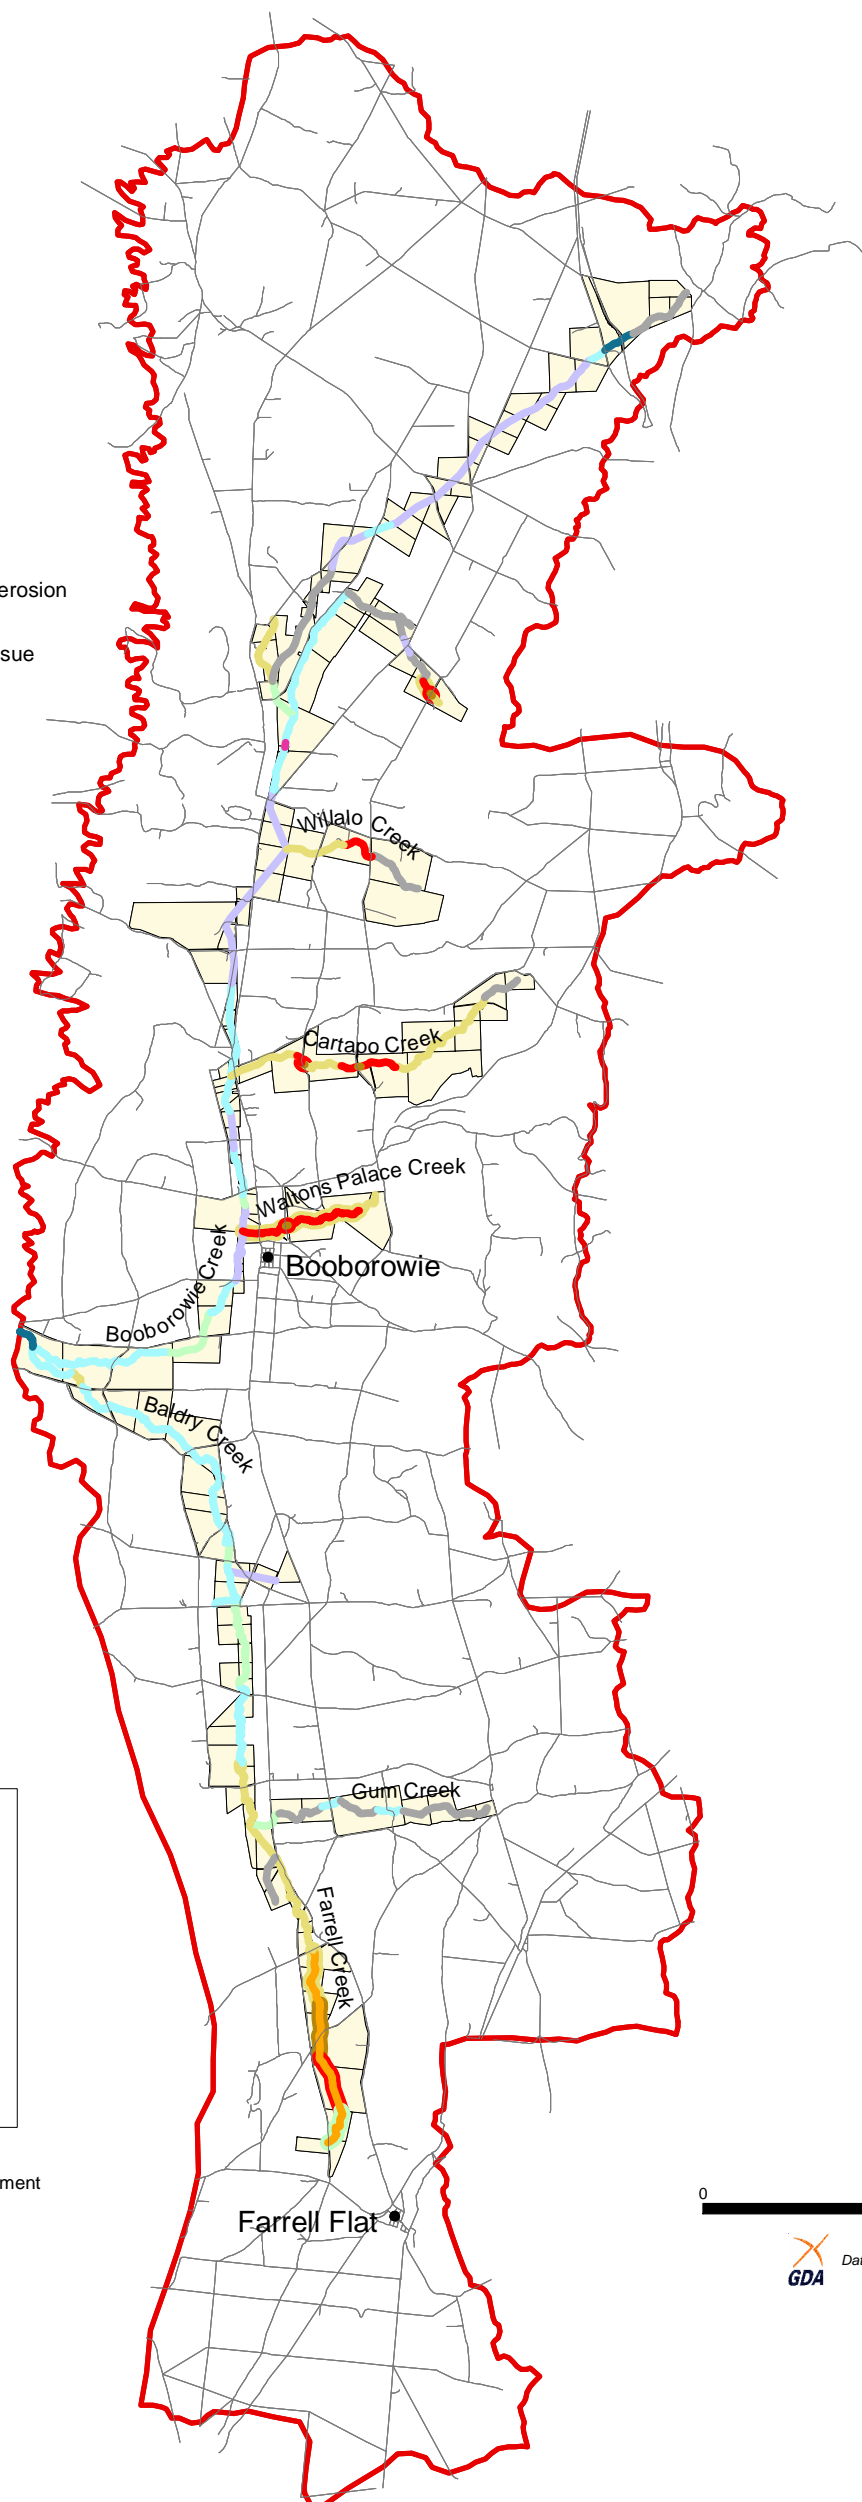 erosion
sue
Willalo Creek
Cartapo Creek
Waltons Palace Creek
Booborowie
Booborowie Creek
Baldry Creek
Gum Creek
Farrell Creek
ment
0
Farrell Flat
Dat
GDA